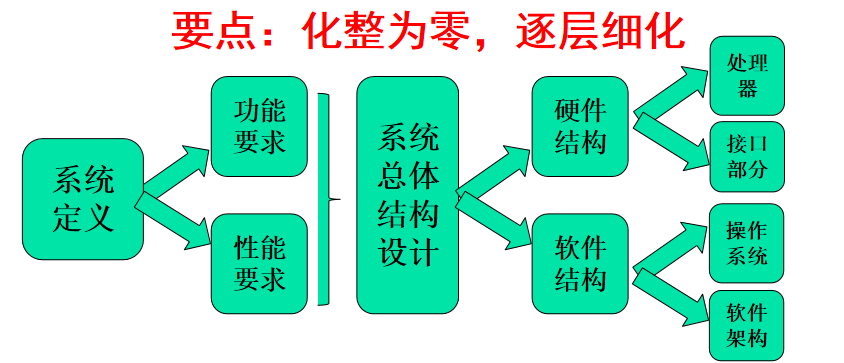 要点：化整为零，逐层细化
系统
定义
功能
要求
性能
要求
系统
总体
结构
设计
硬件
结构
软件
结构
处理
器
接口
部分
操作
系统
软件
架构